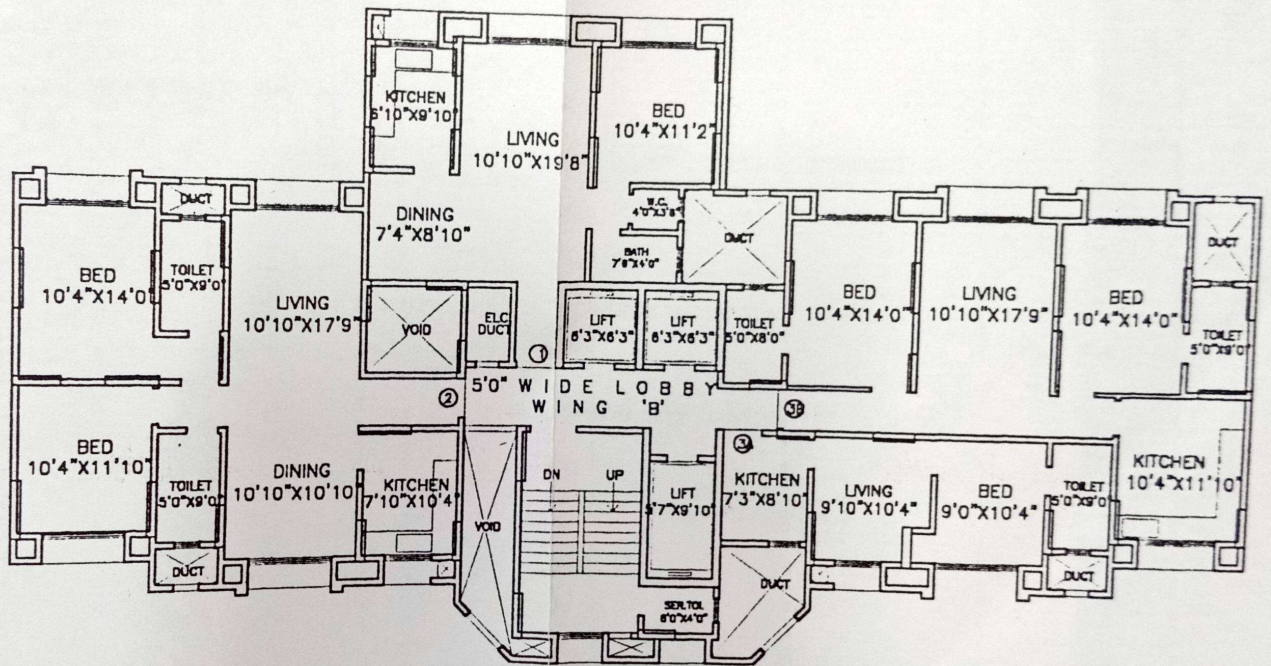 KITCHEN
6'10"X9'10"
LIVING
10'10"X19'8"
BED
10'4"X11'2"
DINING
7'4"X8'10"
W.C.
4'0"X3'8"
BATH
7'8"X4'0"
DUCT
DUCT
BED
10'4"X14'0
TOILET
5'0"X9'0"
LIVING
10'10"X17'9"
VOID
ELC
DUCT
LIFT
6'3"X6'3"
LIFT
6'3"X6'3"
TOILET
5'0"X8'0"
BED
10'4"X14'0"
LIVING
10'10"X17'9"
BED
10'4"X14'0"
DUCT
TOILET
5'0"X9'0"
1
2
5'0" WIDE LOBBY
WING 'B'
3B
3A
BED
10'4"X11'10"
TOILET
5'0"X9'0
DINING
10'10"X10'10
KITCHEN
7'10"X10'4"
DUCT
VOID
DN
UP
LIFT
5'7"X9'10"
KITCHEN
7'3"X8'10"
LIVING
9'10"X10'4"
BED
9'0"X10'4"
TOILET
5'0"X9'0
KITCHEN
10'4"X11'10"
DUCT
DUCT
SER.TOI.
6'0"X4'0"